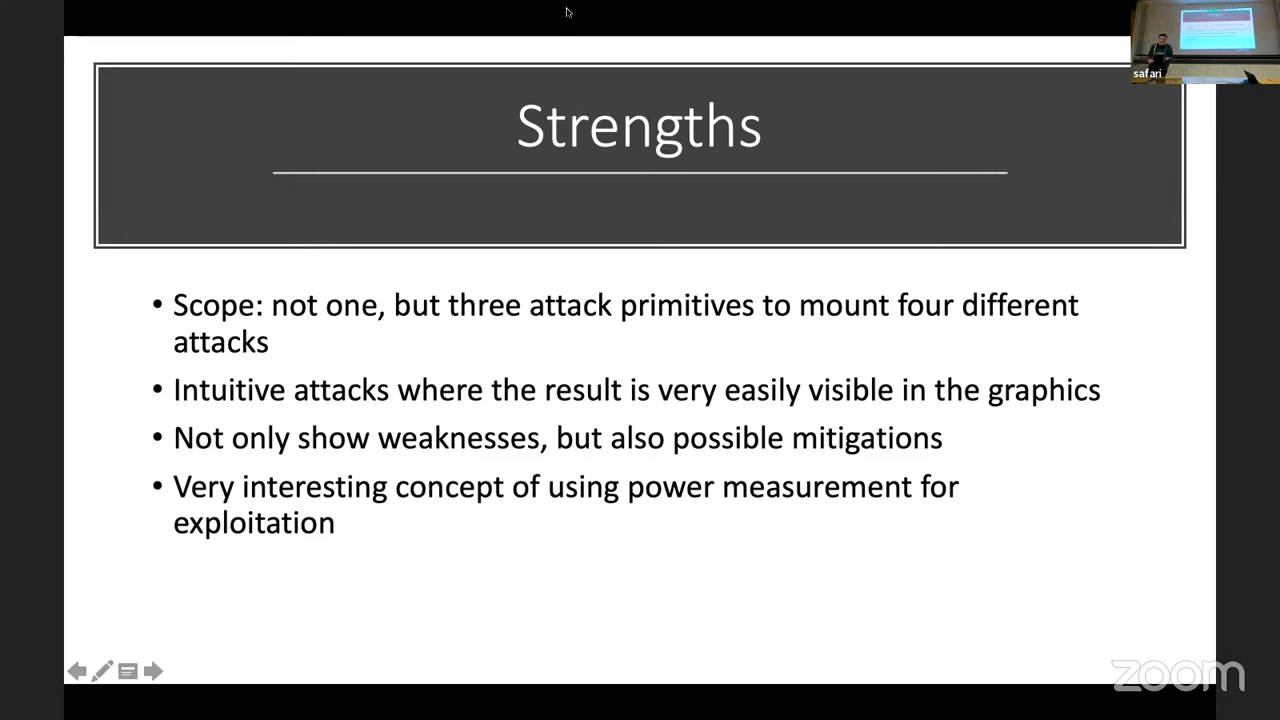 safari
Strengths
• Scope: not one, but three attack primitives to mount four different
attacks
• Intuitive attacks where the result is very easily visible in the graphics
• Not only show weaknesses, but also possible mitigations
• Very interesting concept of using power measurement for
exploitation
zoom